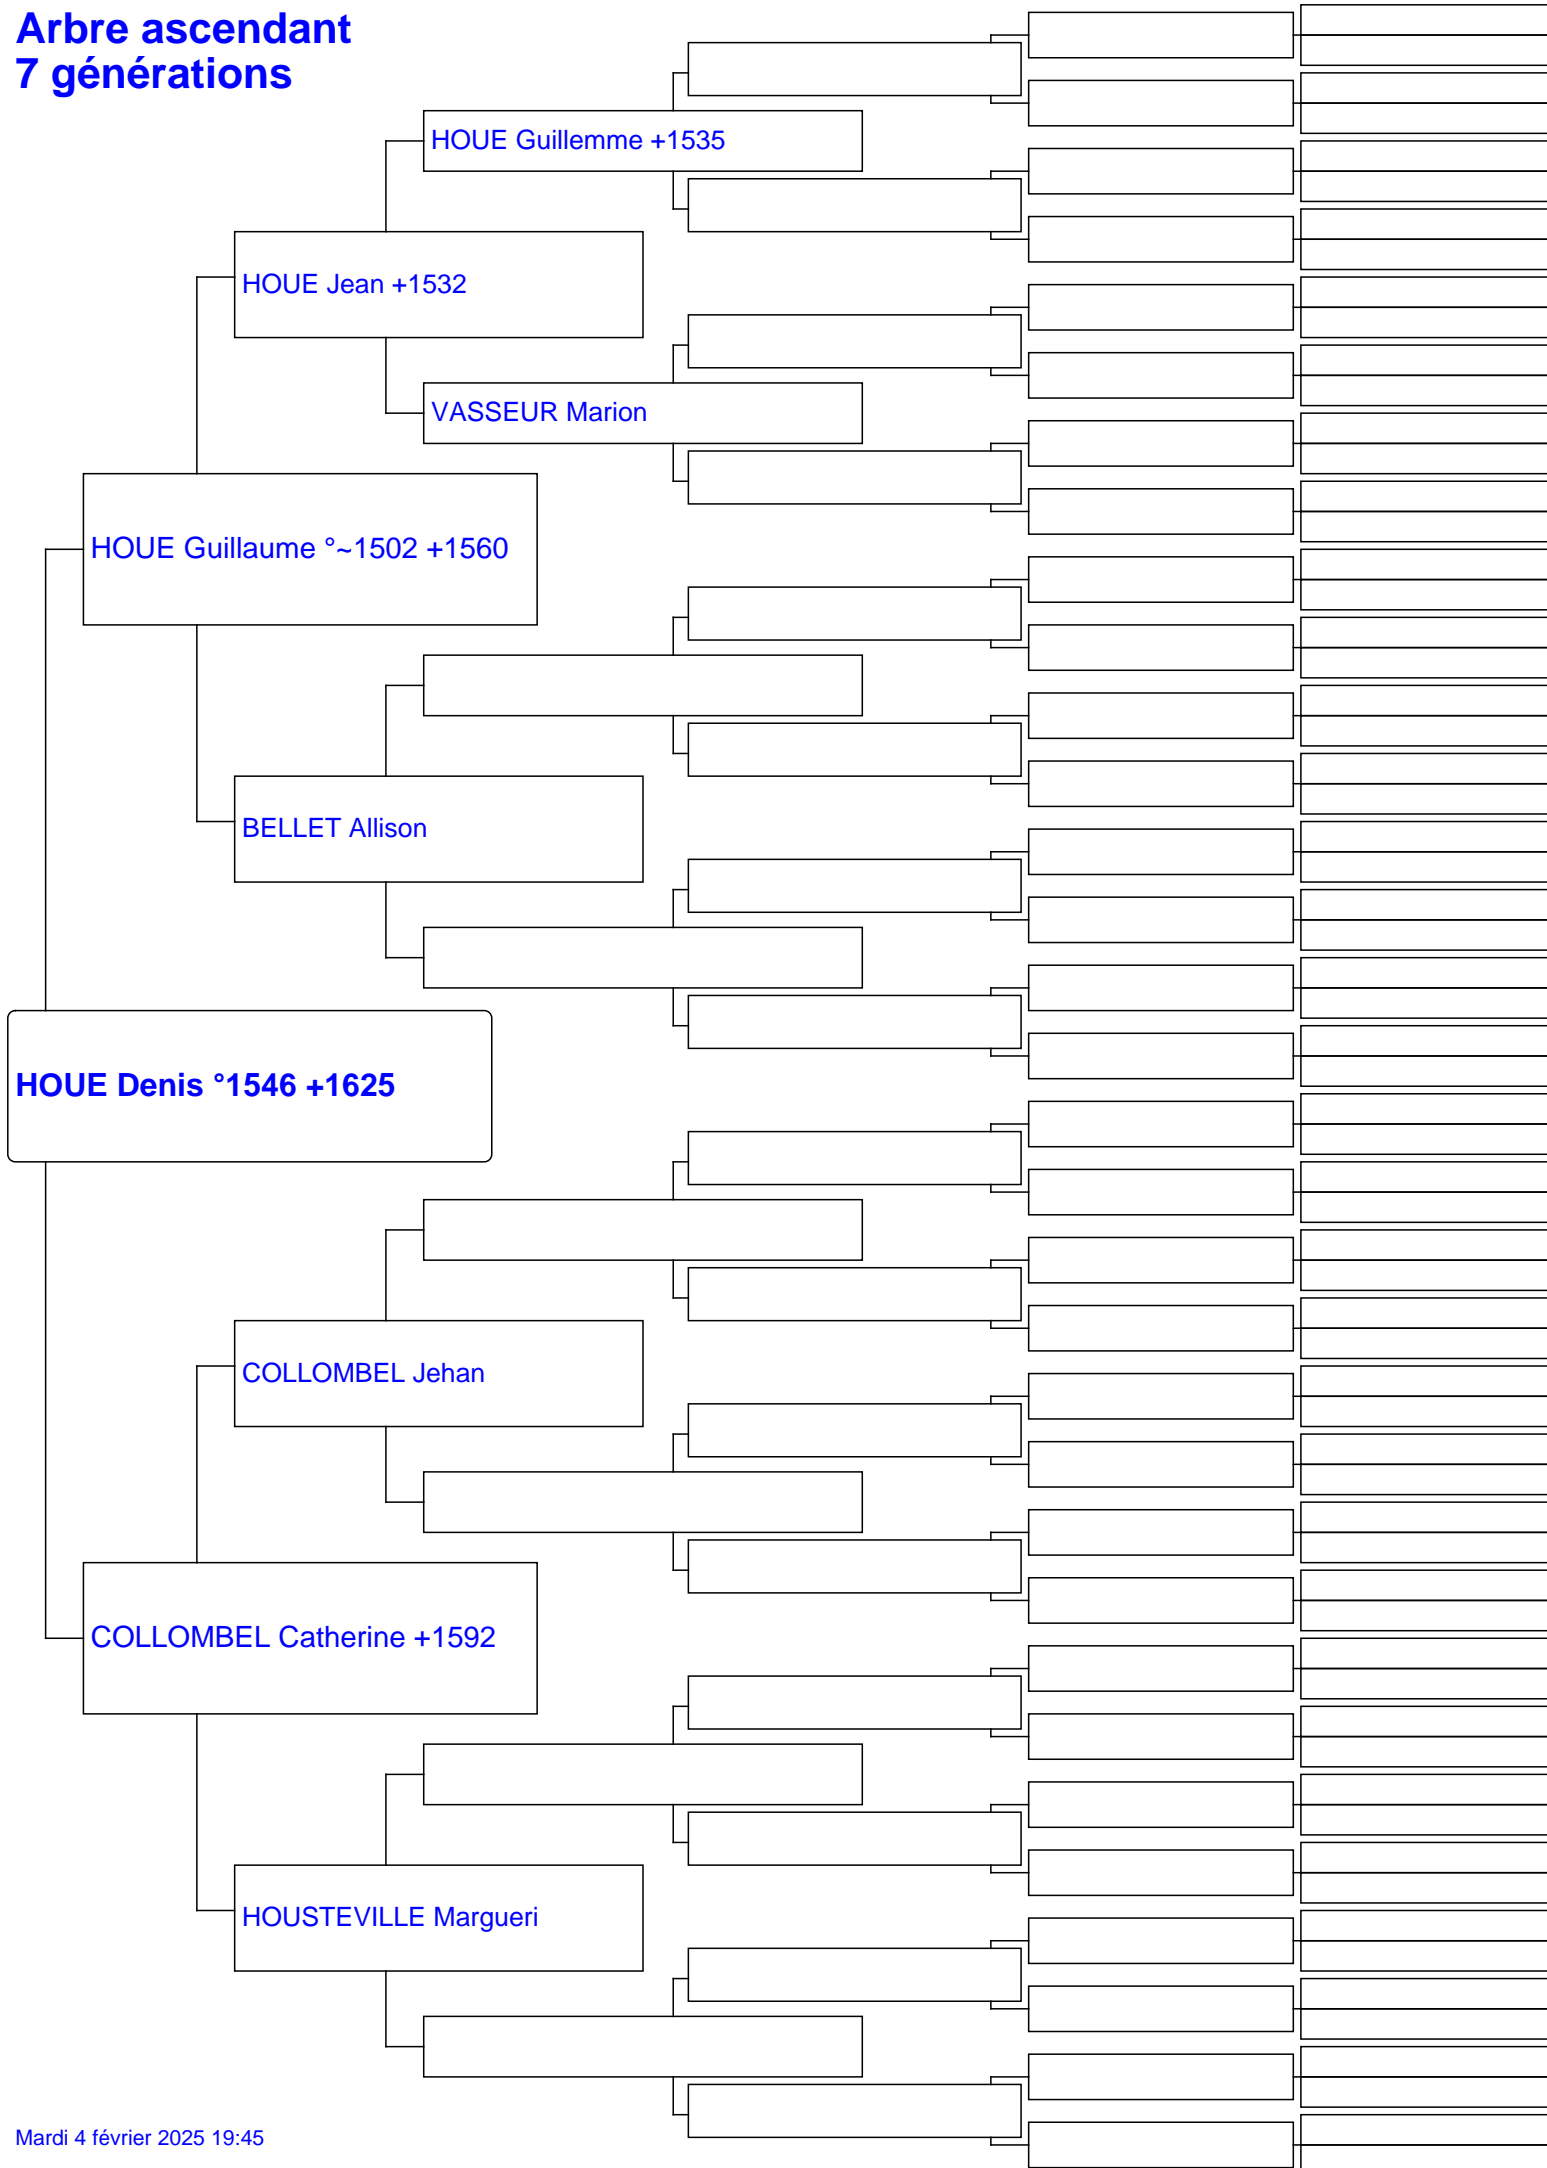 Arbre ascendant
7 générations
HOUE Guillemme +1535
HOUE Jean +1532
VASSEUR Marion
HOUE Guillaume °~1502 +1560
BELLET Allison
HOUE Denis °1546 +1625
COLLOMBEL Jehan
COLLOMBEL Catherine +1592
HOUSTEVILLE Margueri
Mardi 4 février 2025 19:45